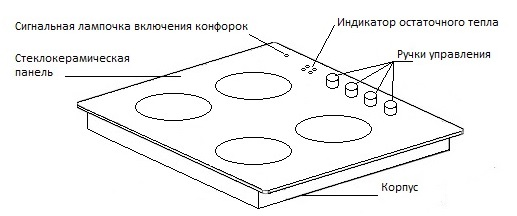 Сигнальная лампочка включения конфорок
Индикатор остаточного тепла
Стеклокерамическая
панель
Ручки управления
Корпус